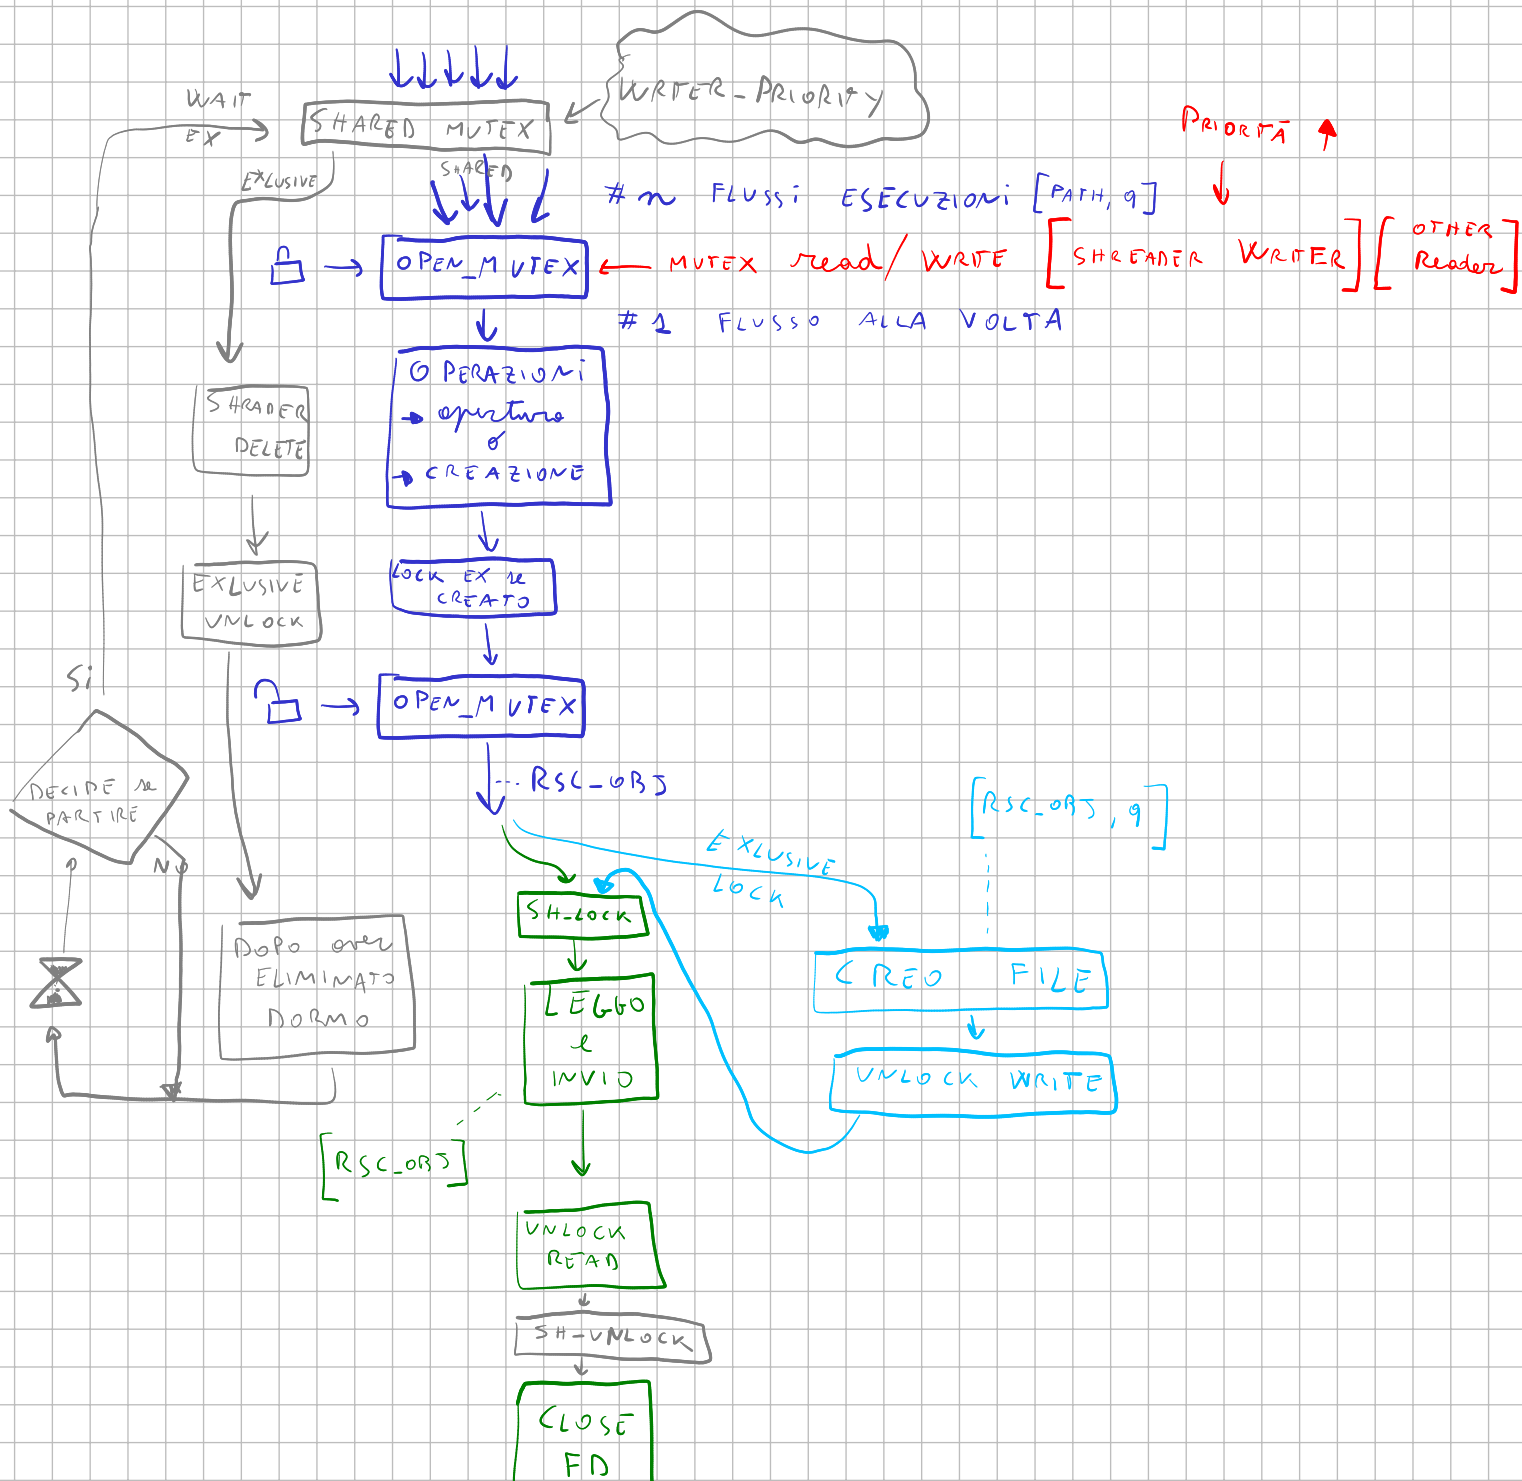 WRITER_PRIORITY
WAIT
EX
SHARED MUTEX
PRIORITÀ
SHARED
EXLUSIVE
# n FLUSSI ESECUZIONI [PATH, 9]
OPEN_MUTEX
MUTEX read/WRITE [SHREADER WRITER] [OTHER
Reader]
# 1 FLUSSO ALLA VOLTA
OPERAZIONI
→ apertura
o
→ CREAZIONE
SHRADER
DELETE
LOCK EX se
CREATO
EXLUSIVE
UNLOCK
Si
OPEN_MUTEX
RSC_OBJ
DECIDE se
PARTIRE
NO
[RSC_OBJ, 9]
EXLUSIVE
LOCK
SH_LOCK
DOPO aver
ELIMINATO
DORMO
CREO FILE
LEGGO
e
INVIO
UNLOCK WRITE
[RSC_OBJ]
UNLOCK
READ
SH_UNLOCK
CLOSE
FD